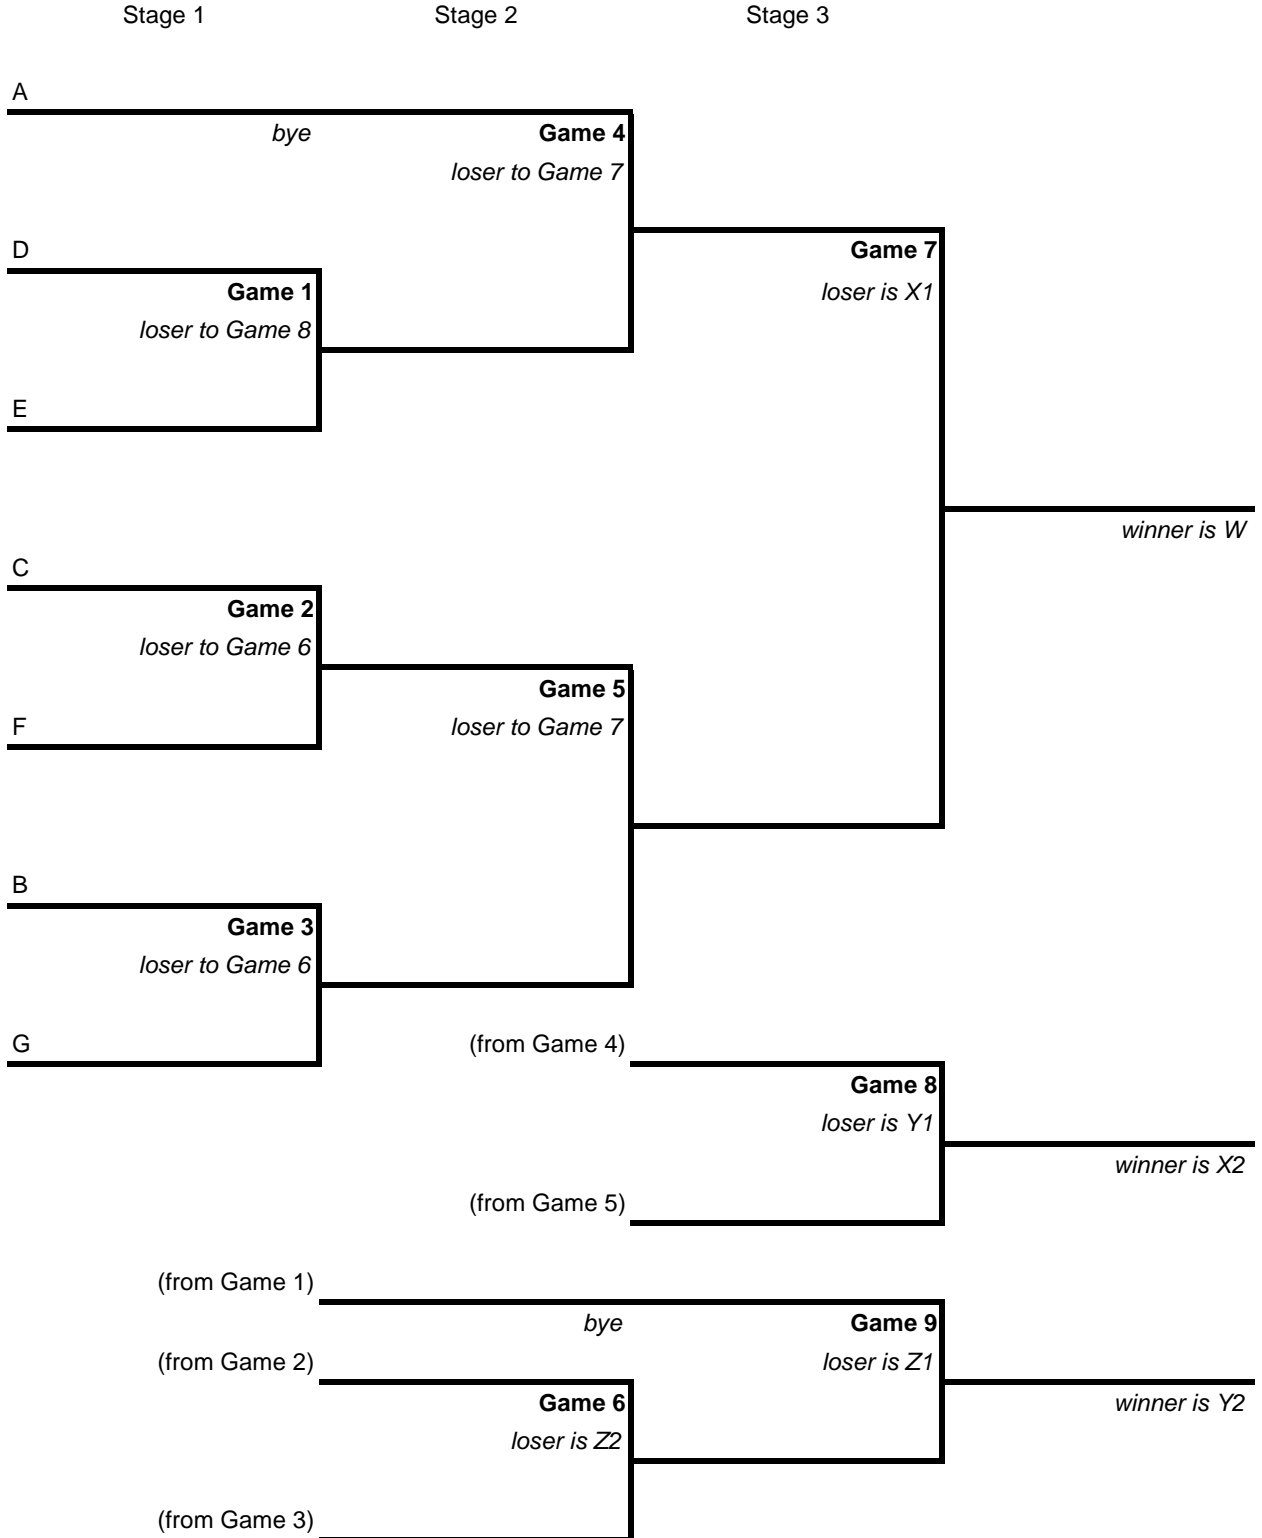 Stage 1 Stage 2 Stage 3
A
bye Game 4
loser to Game 7
D Game 7
Game 1 loser is X1
loser to Game 8
E
winner is W
C
Game 2
loser to Game 6
Game 5
F loser to Game 7
B
Game 3
loser to Game 6
G (from Game 4)
Game 8
loser is Y1
winner is X2
(from Game 5)
(from Game 1)
bye Game 9
(from Game 2) loser is Z1
Game 6 winner is Y2
loser is Z2
(from Game 3)